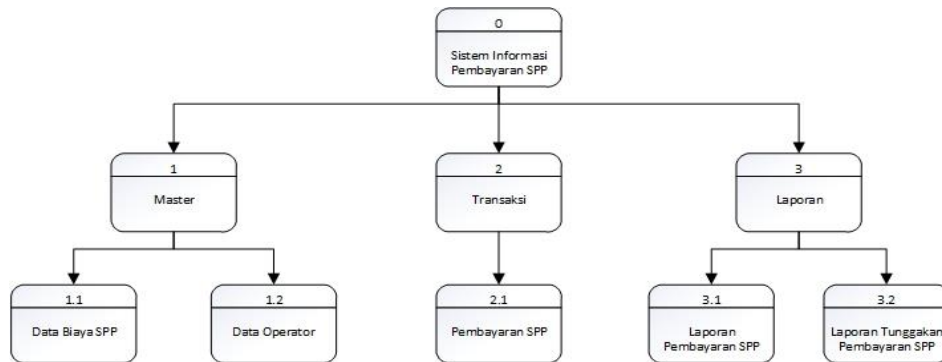 0
Sistem Informasi
Pembayaran SPP
1
Master
2
Transaksi
3
Laporan
1.1
Data Biaya SPP
1.2
Data Operator
2.1
Pembayaran SPP
3.1
Laporan
Pembayaran SPP
3.2
Laporan Tunggakan
Pembayaran SPP